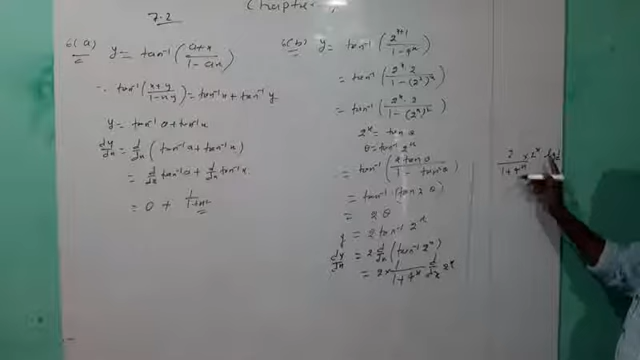 Chapter
7.2
6(a) y = tan⁻¹(a+x / 1-ax)
∴ tan⁻¹(x+y / 1-xy) = tan⁻¹x + tan⁻¹y
y = tan⁻¹a + tan⁻¹x
dy/dx = d/dx (tan⁻¹a + tan⁻¹x)
= d/dx tan⁻¹a + d/dx tan⁻¹x
= 0 + 1/1+x²
6(b) y = tan⁻¹(2ˣ⁺¹ / 1-4ˣ)
= tan⁻¹(2ˣ·2 / 1-(2²)ˣ)
= tan⁻¹(2ˣ·2 / 1-(2ˣ)²)
2ˣ = tan θ
θ = tan⁻¹2ˣ
= tan⁻¹(2 tan θ / 1 - tan²θ)
= tan⁻¹(tan 2θ)
= 2θ
y = 2 tan⁻¹ 2ˣ
dy/dx = 2 d/dx (tan⁻¹ 2ˣ)
= 2 × 1/1+4ˣ d/dx 2ˣ
2/1+4ˣ × 2ˣ